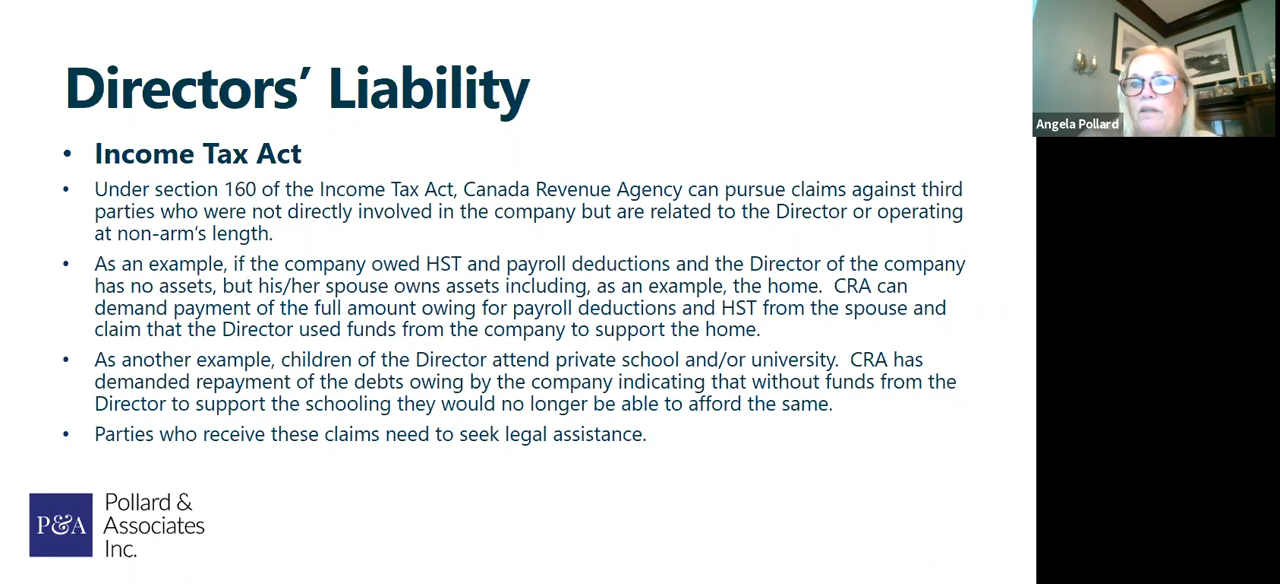 Directors’ Liability
• Income Tax Act
• Under section 160 of the Income Tax Act, Canada Revenue Agency can pursue claims against third
parties who were not directly involved in the company but are related to the Director or operating
at non-arm’s length.
• As an example, if the company owed HST and payroll deductions and the Director of the company
has no assets, but his/her spouse owns assets including, as an example, the home.  CRA can
demand payment of the full amount owing for payroll deductions and HST from the spouse and
claim that the Director used funds from the company to support the home.
• As another example, children of the Director attend private school and/or university.  CRA has
demanded repayment of the debts owing by the company indicating that without funds from the
Director to support the schooling they would no longer be able to afford the same.
• Parties who receive these claims need to seek legal assistance.
P&A
Pollard &
Associates
Inc.
Angela Pollard